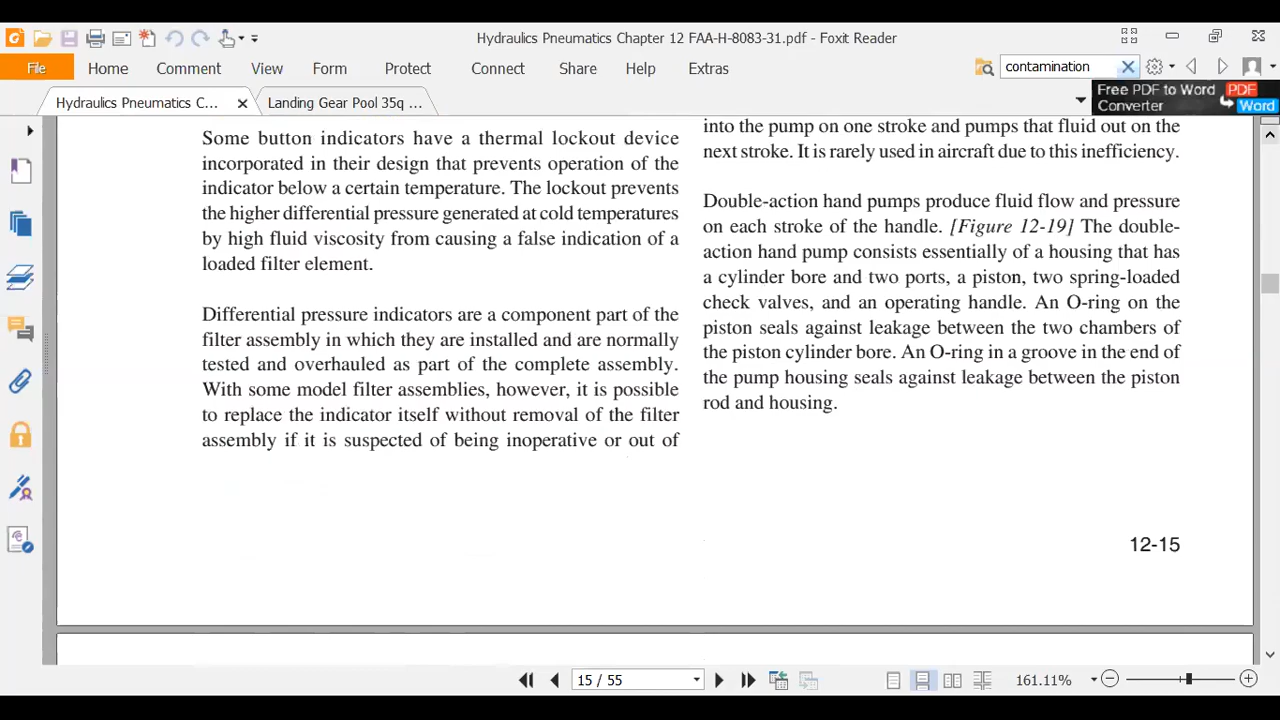 Hydraulics Pneumatics Chapter 12 FAA-H-8083-31.pdf - Foxit Reader
File Home Comment View Form Protect Connect Share Help Extras
contamination
Hydraulics Pneumatics C... Landing Gear Pool 35q ...
Free PDF to Word PDF
Converter Word
Some button indicators have a thermal lockout device
incorporated in their design that prevents operation of the
indicator below a certain temperature. The lockout prevents
the higher differential pressure generated at cold temperatures
by high fluid viscosity from causing a false indication of a
loaded filter element.
Differential pressure indicators are a component part of the
filter assembly in which they are installed and are normally
tested and overhauled as part of the complete assembly.
With some model filter assemblies, however, it is possible
to replace the indicator itself without removal of the filter
assembly if it is suspected of being inoperative or out of
into the pump on one stroke and pumps that fluid out on the
next stroke. It is rarely used in aircraft due to this inefficiency.
Double-action hand pumps produce fluid flow and pressure
on each stroke of the handle. [Figure 12-19] The double-
action hand pump consists essentially of a housing that has
a cylinder bore and two ports, a piston, two spring-loaded
check valves, and an operating handle. An O-ring on the
piston seals against leakage between the two chambers of
the piston cylinder bore. An O-ring in a groove in the end of
the pump housing seals against leakage between the piston
rod and housing.
12-15
15 / 55
161.11%